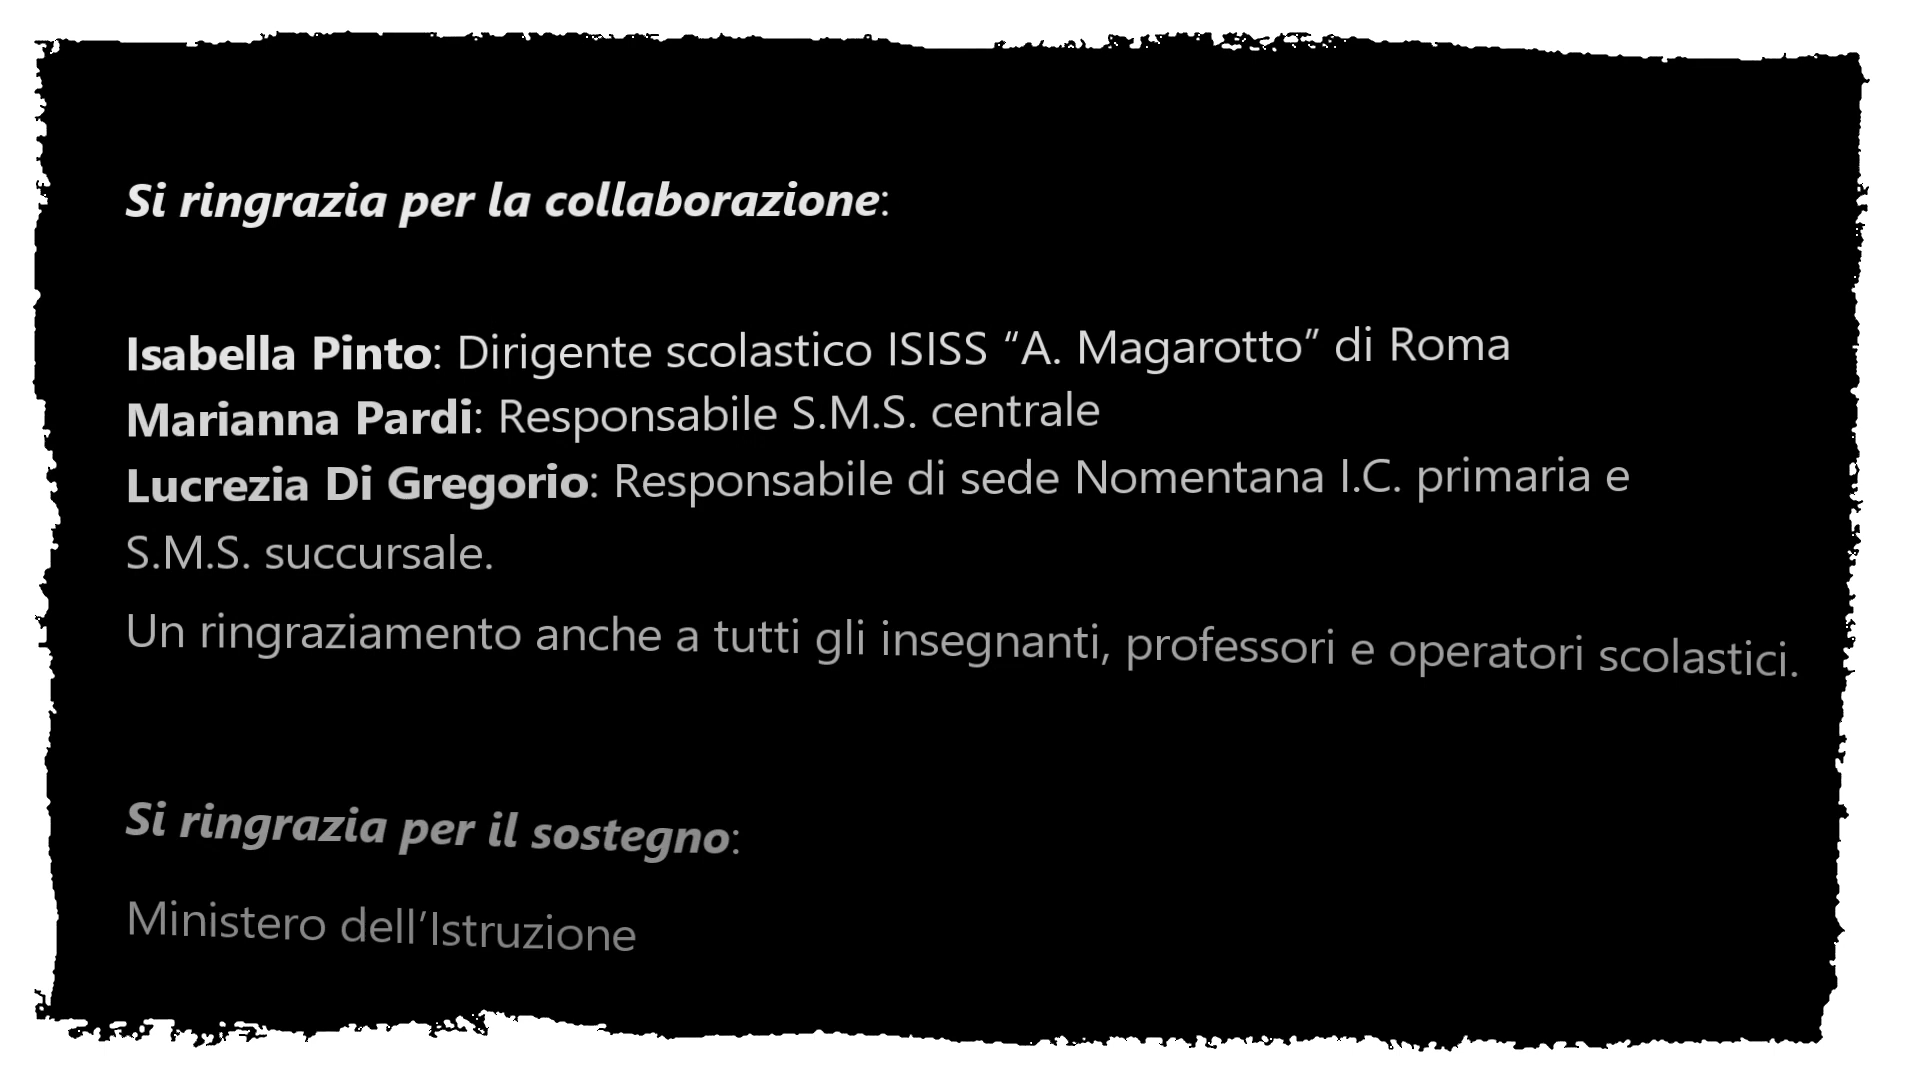 Si ringrazia per la collaborazione:
Isabella Pinto: Dirigente scolastico ISISS “A. Magarotto” di Roma
Marianna Pardi: Responsabile S.M.S. centrale
Lucrezia Di Gregorio: Responsabile di sede Nomentana I.C. primaria e
S.M.S. succursale.
Un ringraziamento anche a tutti gli insegnanti, professori e operatori scolastici.
Si ringrazia per il sostegno:
Ministero dell’Istruzione